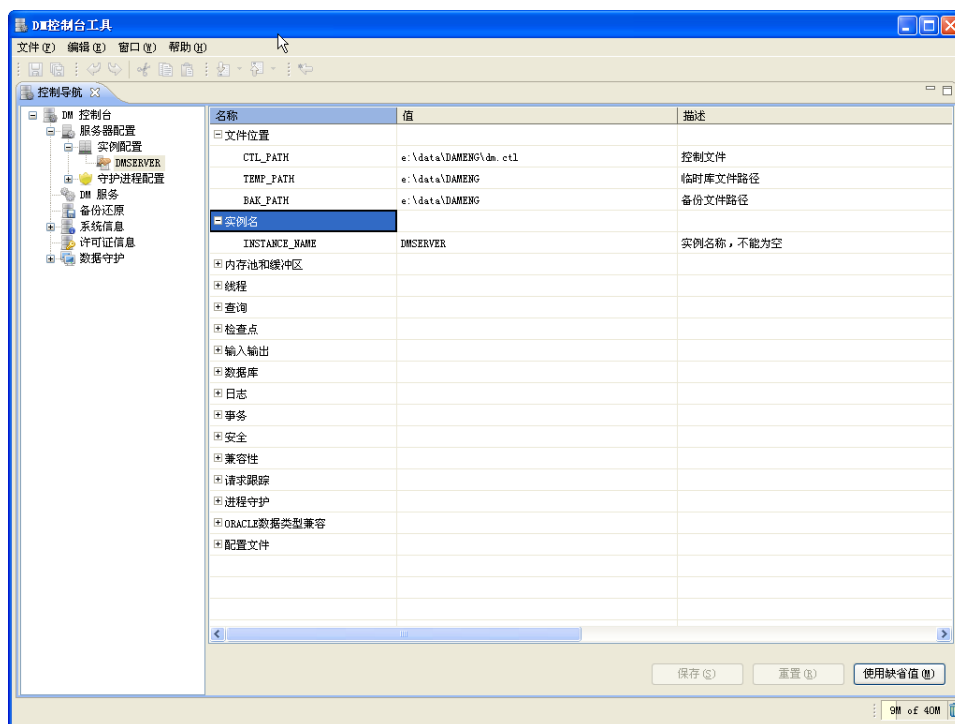 DM控制台工具
文件(F) 编辑(E) 窗口(W) 帮助(H)
控制导航
DM 控制台
服务器配置
实例配置
DMSERVER
守护进程配置
DM 服务
备份还原
系统信息
许可证信息
数据守护
名称 值 描述
文件位置
CTL_PATH e:\data\DAMENG\dm.ctl 控制文件
TEMP_PATH e:\data\DAMENG 临时库文件路径
BAK_PATH e:\data\DAMENG 备份文件路径
实例名
INSTANCE_NAME DMSERVER 实例名称，不能为空
内存池和缓冲区
线程
查询
检查点
输入输出
数据库
日志
事务
安全
兼容性
请求跟踪
进程守护
ORACLE数据类型兼容
配置文件
保存(S) 重置(R) 使用缺省值(M)
9M of 40M